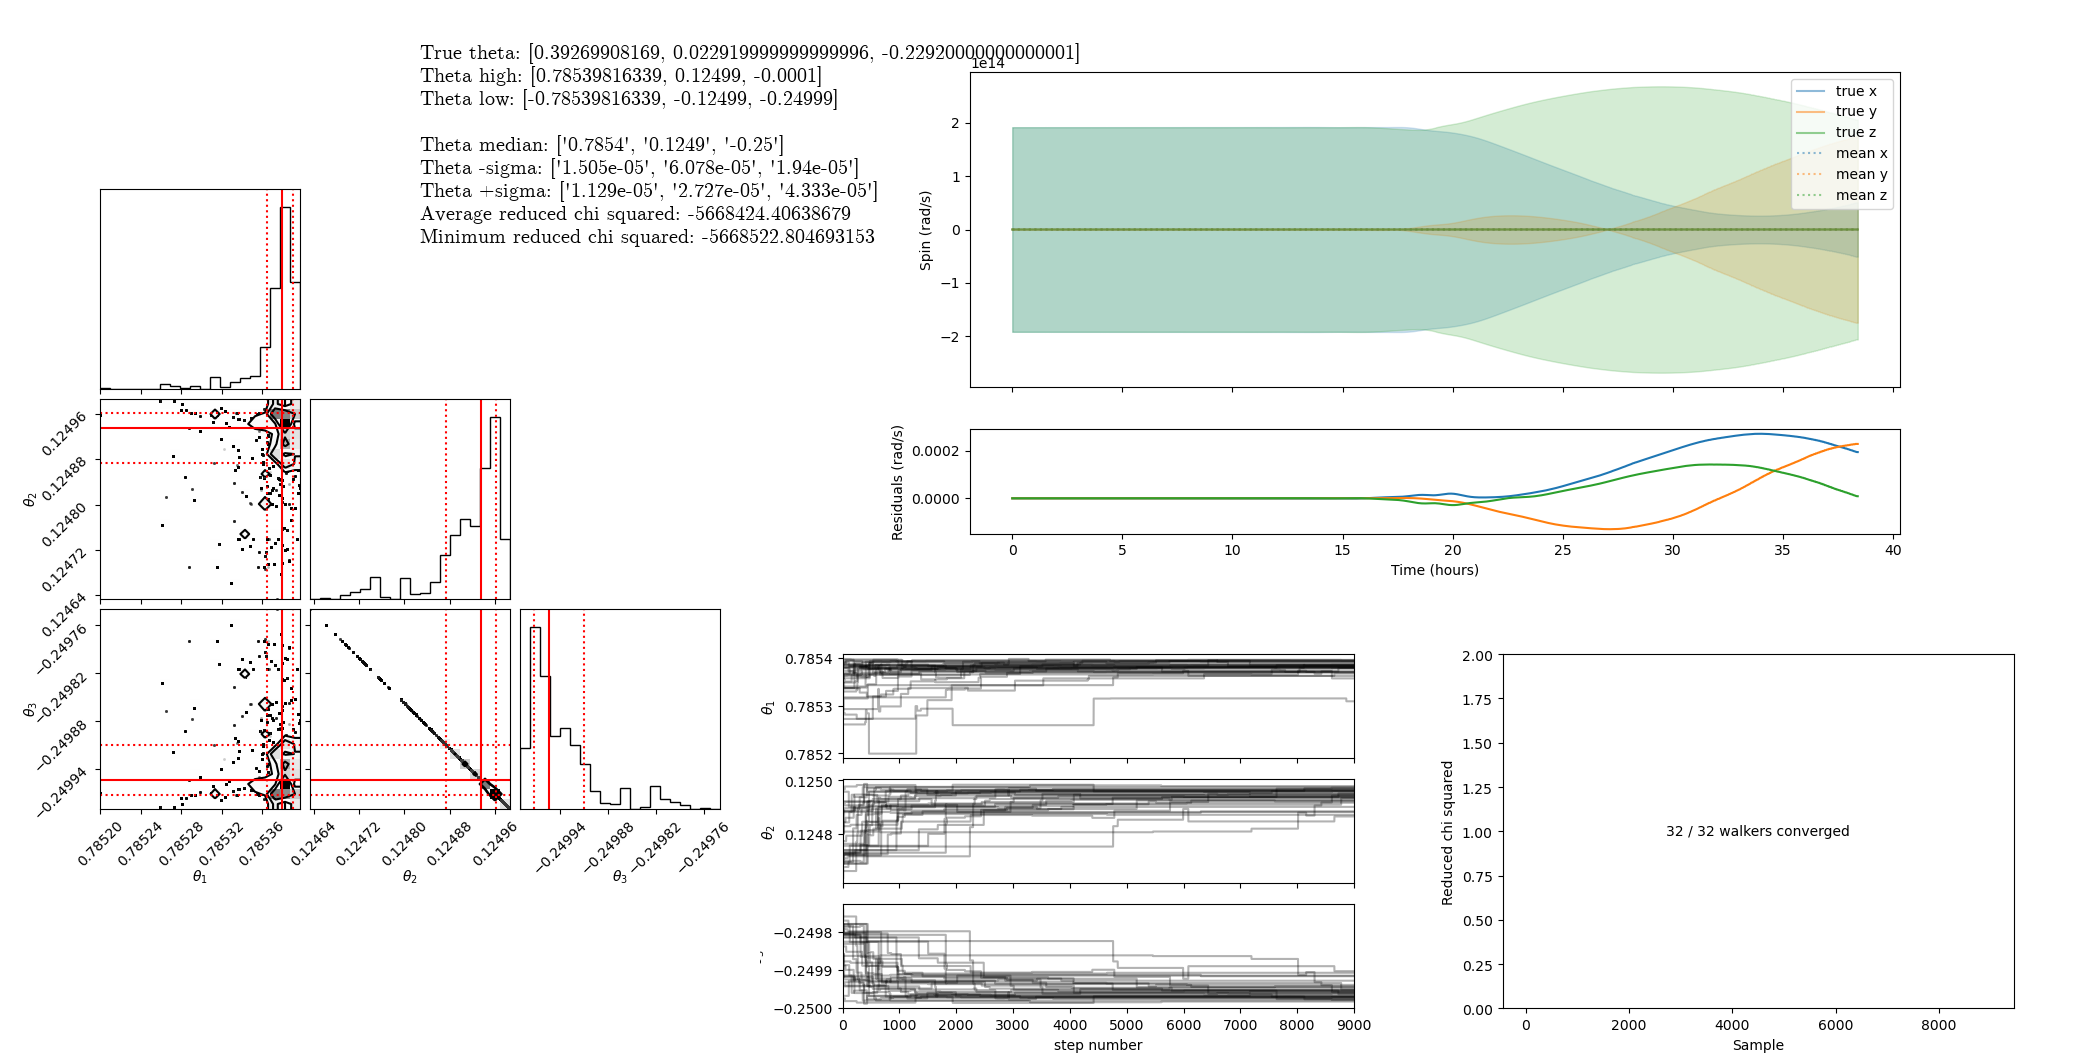 True theta: [0.39269908169, 0.022919999999999996, -0.22920000000000001]
Theta high: [0.78539816339, 0.12499, -0.0001]
Theta low: [-0.78539816339, -0.12499, -0.24999]
Theta median: ['0.7854', '0.1249', '-0.25']
Theta -sigma: ['1.505e-05', '6.078e-05', '1.94e-05']
Theta +sigma: ['1.129e-05', '2.727e-05', '4.333e-05']
Average reduced chi squared: -5668424.40638679
Minimum reduced chi squared: -5668522.804693153
1e14
true x
true y
true z
mean x
mean y
mean z
Spin (rad/s)
2
1
0
−1
−2
Residuals (rad/s)
0.0002
0.0000
0 5 10 15 20 25 30 35 40
Time (hours)
θ2
0.12496
0.12488
0.12480
0.12472
0.12464
θ3
−0.24976
−0.24982
−0.24988
−0.24994
0.78520 0.78524 0.78528 0.78532 0.78536
θ1
0.12464 0.12472 0.12480 0.12488 0.12496
θ2
−0.24994 −0.24988 −0.24982 −0.24976
θ3
θ1
0.7854
0.7853
0.7852
θ2
0.1250
0.1248
−0.2498
−0.2499
−0.2500
0 1000 2000 3000 4000 5000 6000 7000 8000 9000
step number
Reduced chi squared
2.00
1.75
1.50
1.25
1.00
0.75
0.50
0.25
0.00
32 / 32 walkers converged
0 2000 4000 6000 8000
Sample